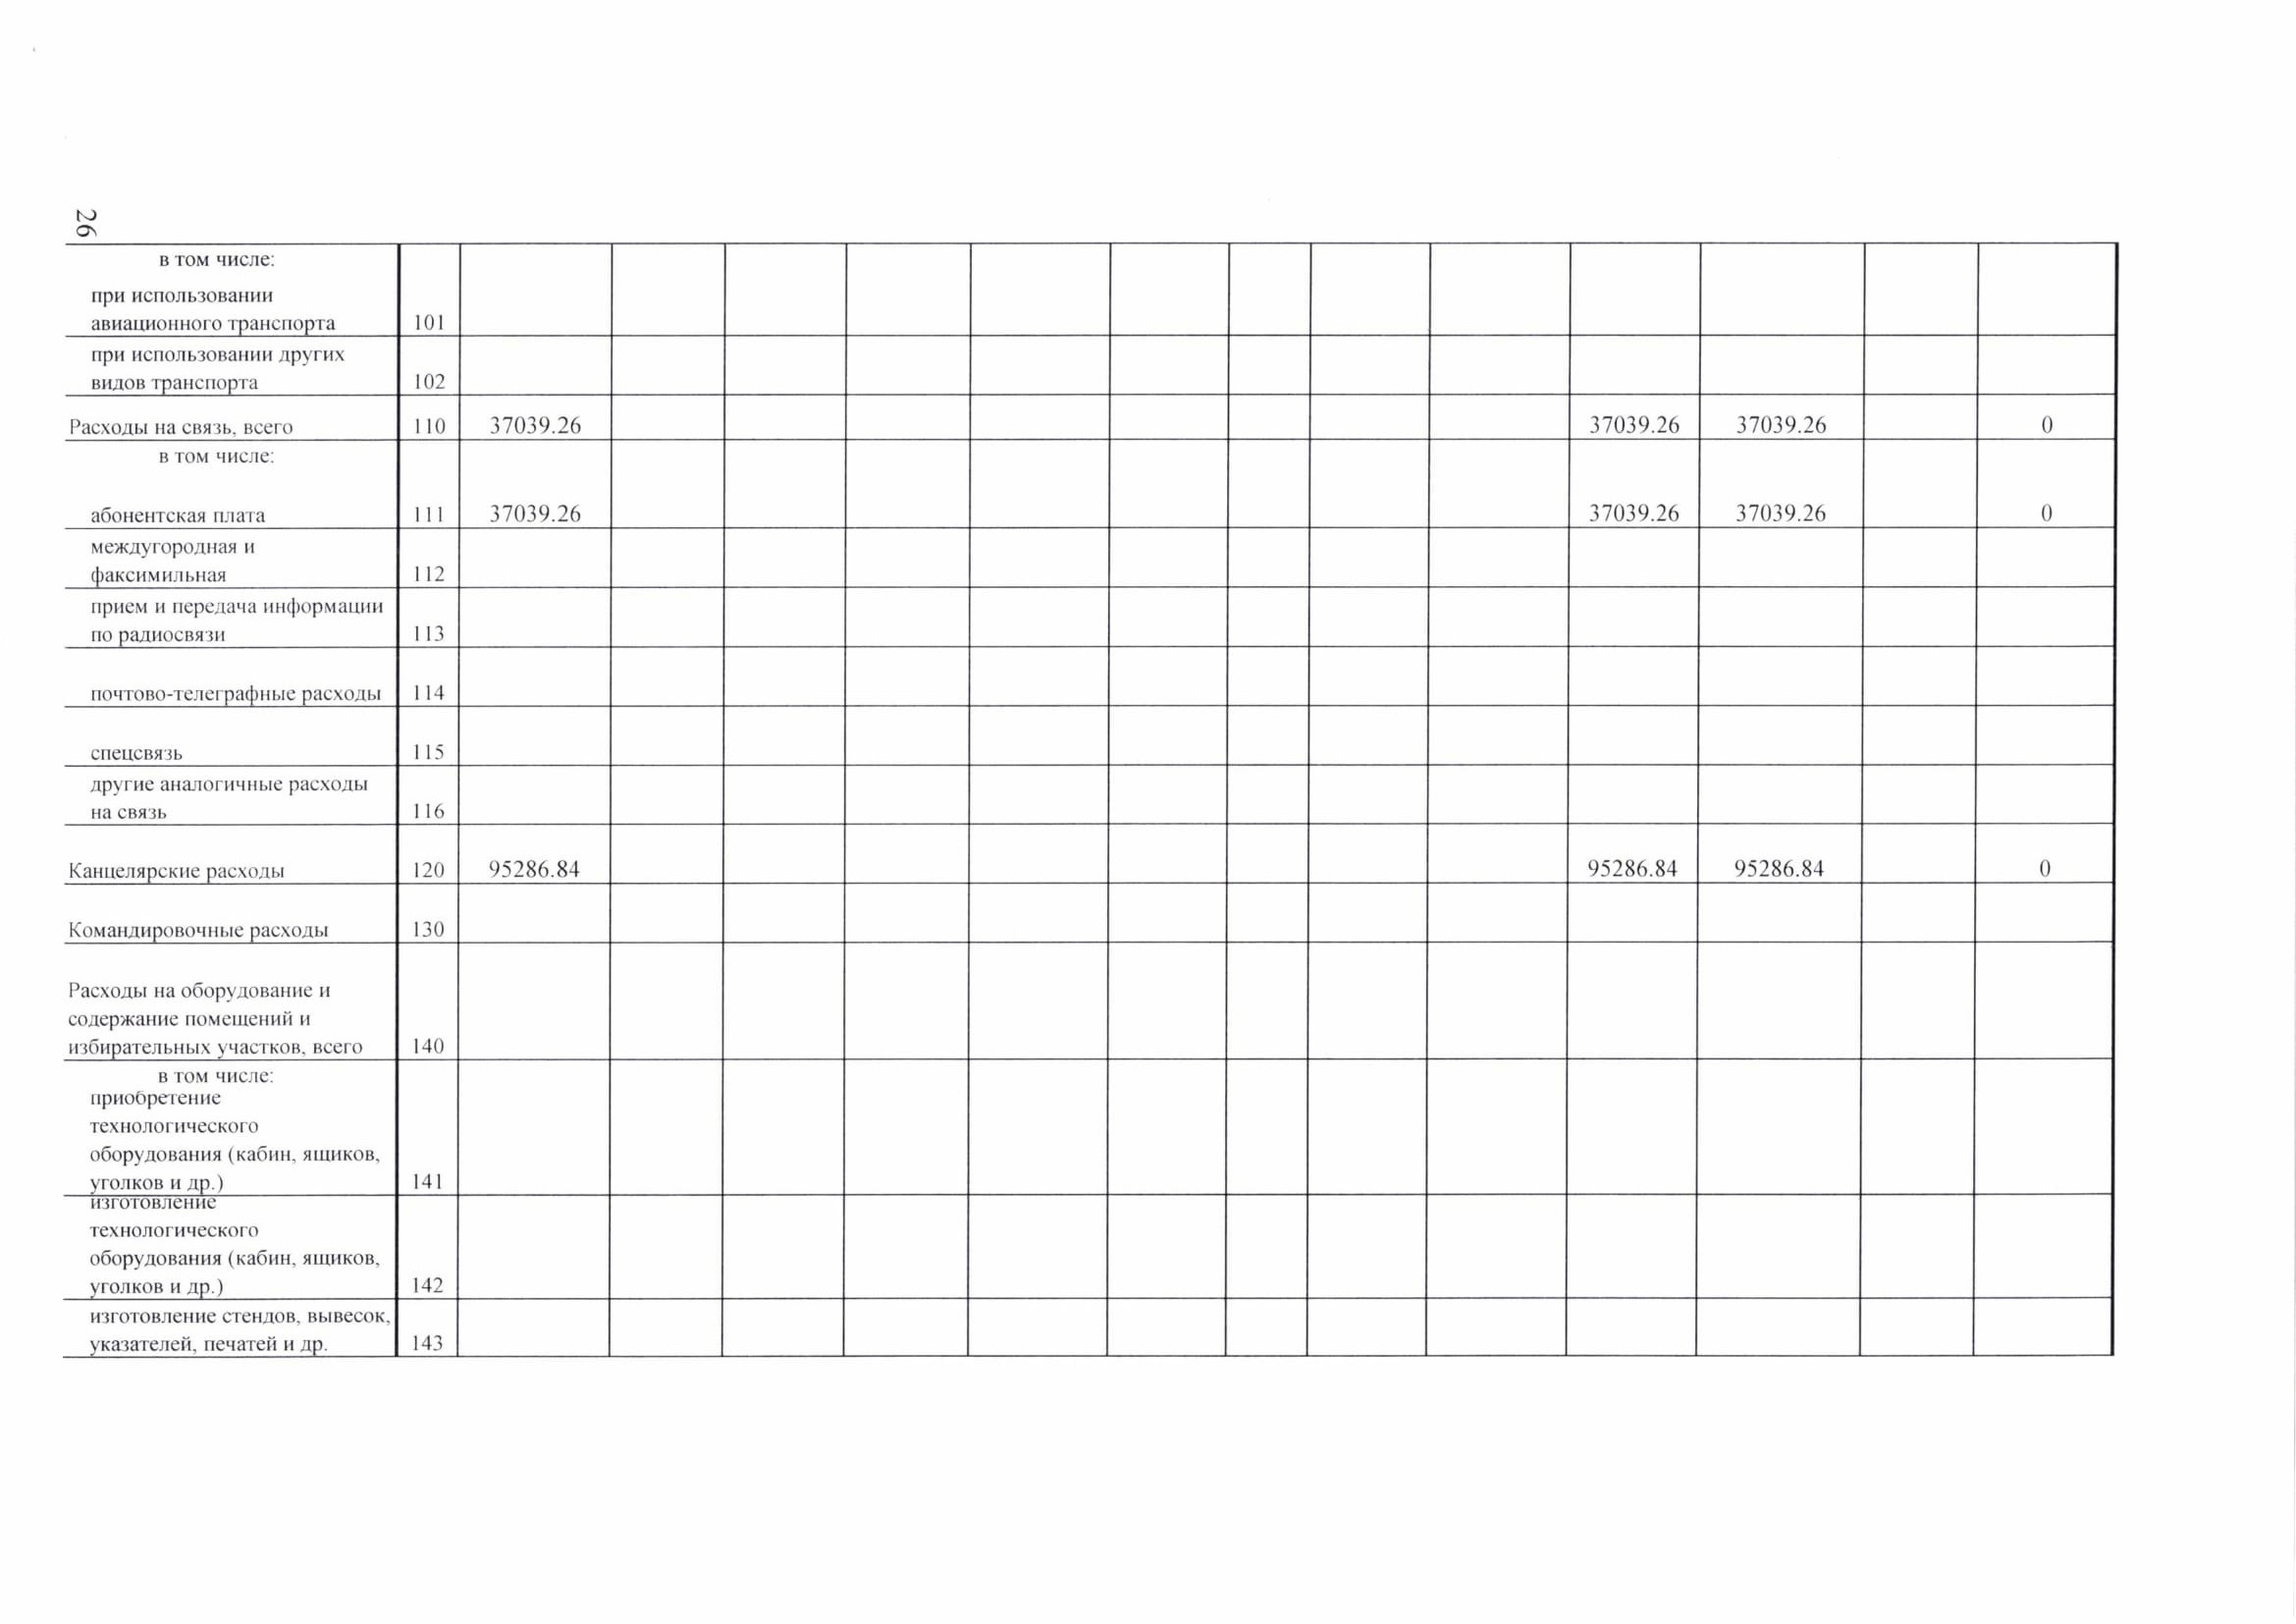 26
в том числе:
при использовании
авиационного транспорта 101
при использовании других
видов транспорта 102
Расходы на связь, всего 110 37039.26 37039.26 37039.26 0
в том числе:
абонентская плата 111 37039.26 37039.26 37039.26 0
междугородная и
факсимильная 112
прием и передача информации
по радиосвязи 113
почтово-телеграфные расходы 114
спецсвязь 115
другие аналогичные расходы
на связь 116
Канцелярские расходы 120 95286.84 95286.84 95286.84 0
Командировочные расходы 130
Расходы на оборудование и
содержание помещений и
избирательных участков, всего 140
в том числе:
приобретение
технологического
оборудования (кабин, ящиков,
уголков и др.) 141
изготовление
технологического
оборудования (кабин, ящиков,
уголков и др.) 142
изготовление стендов, вывесок,
указателей, печатей и др. 143